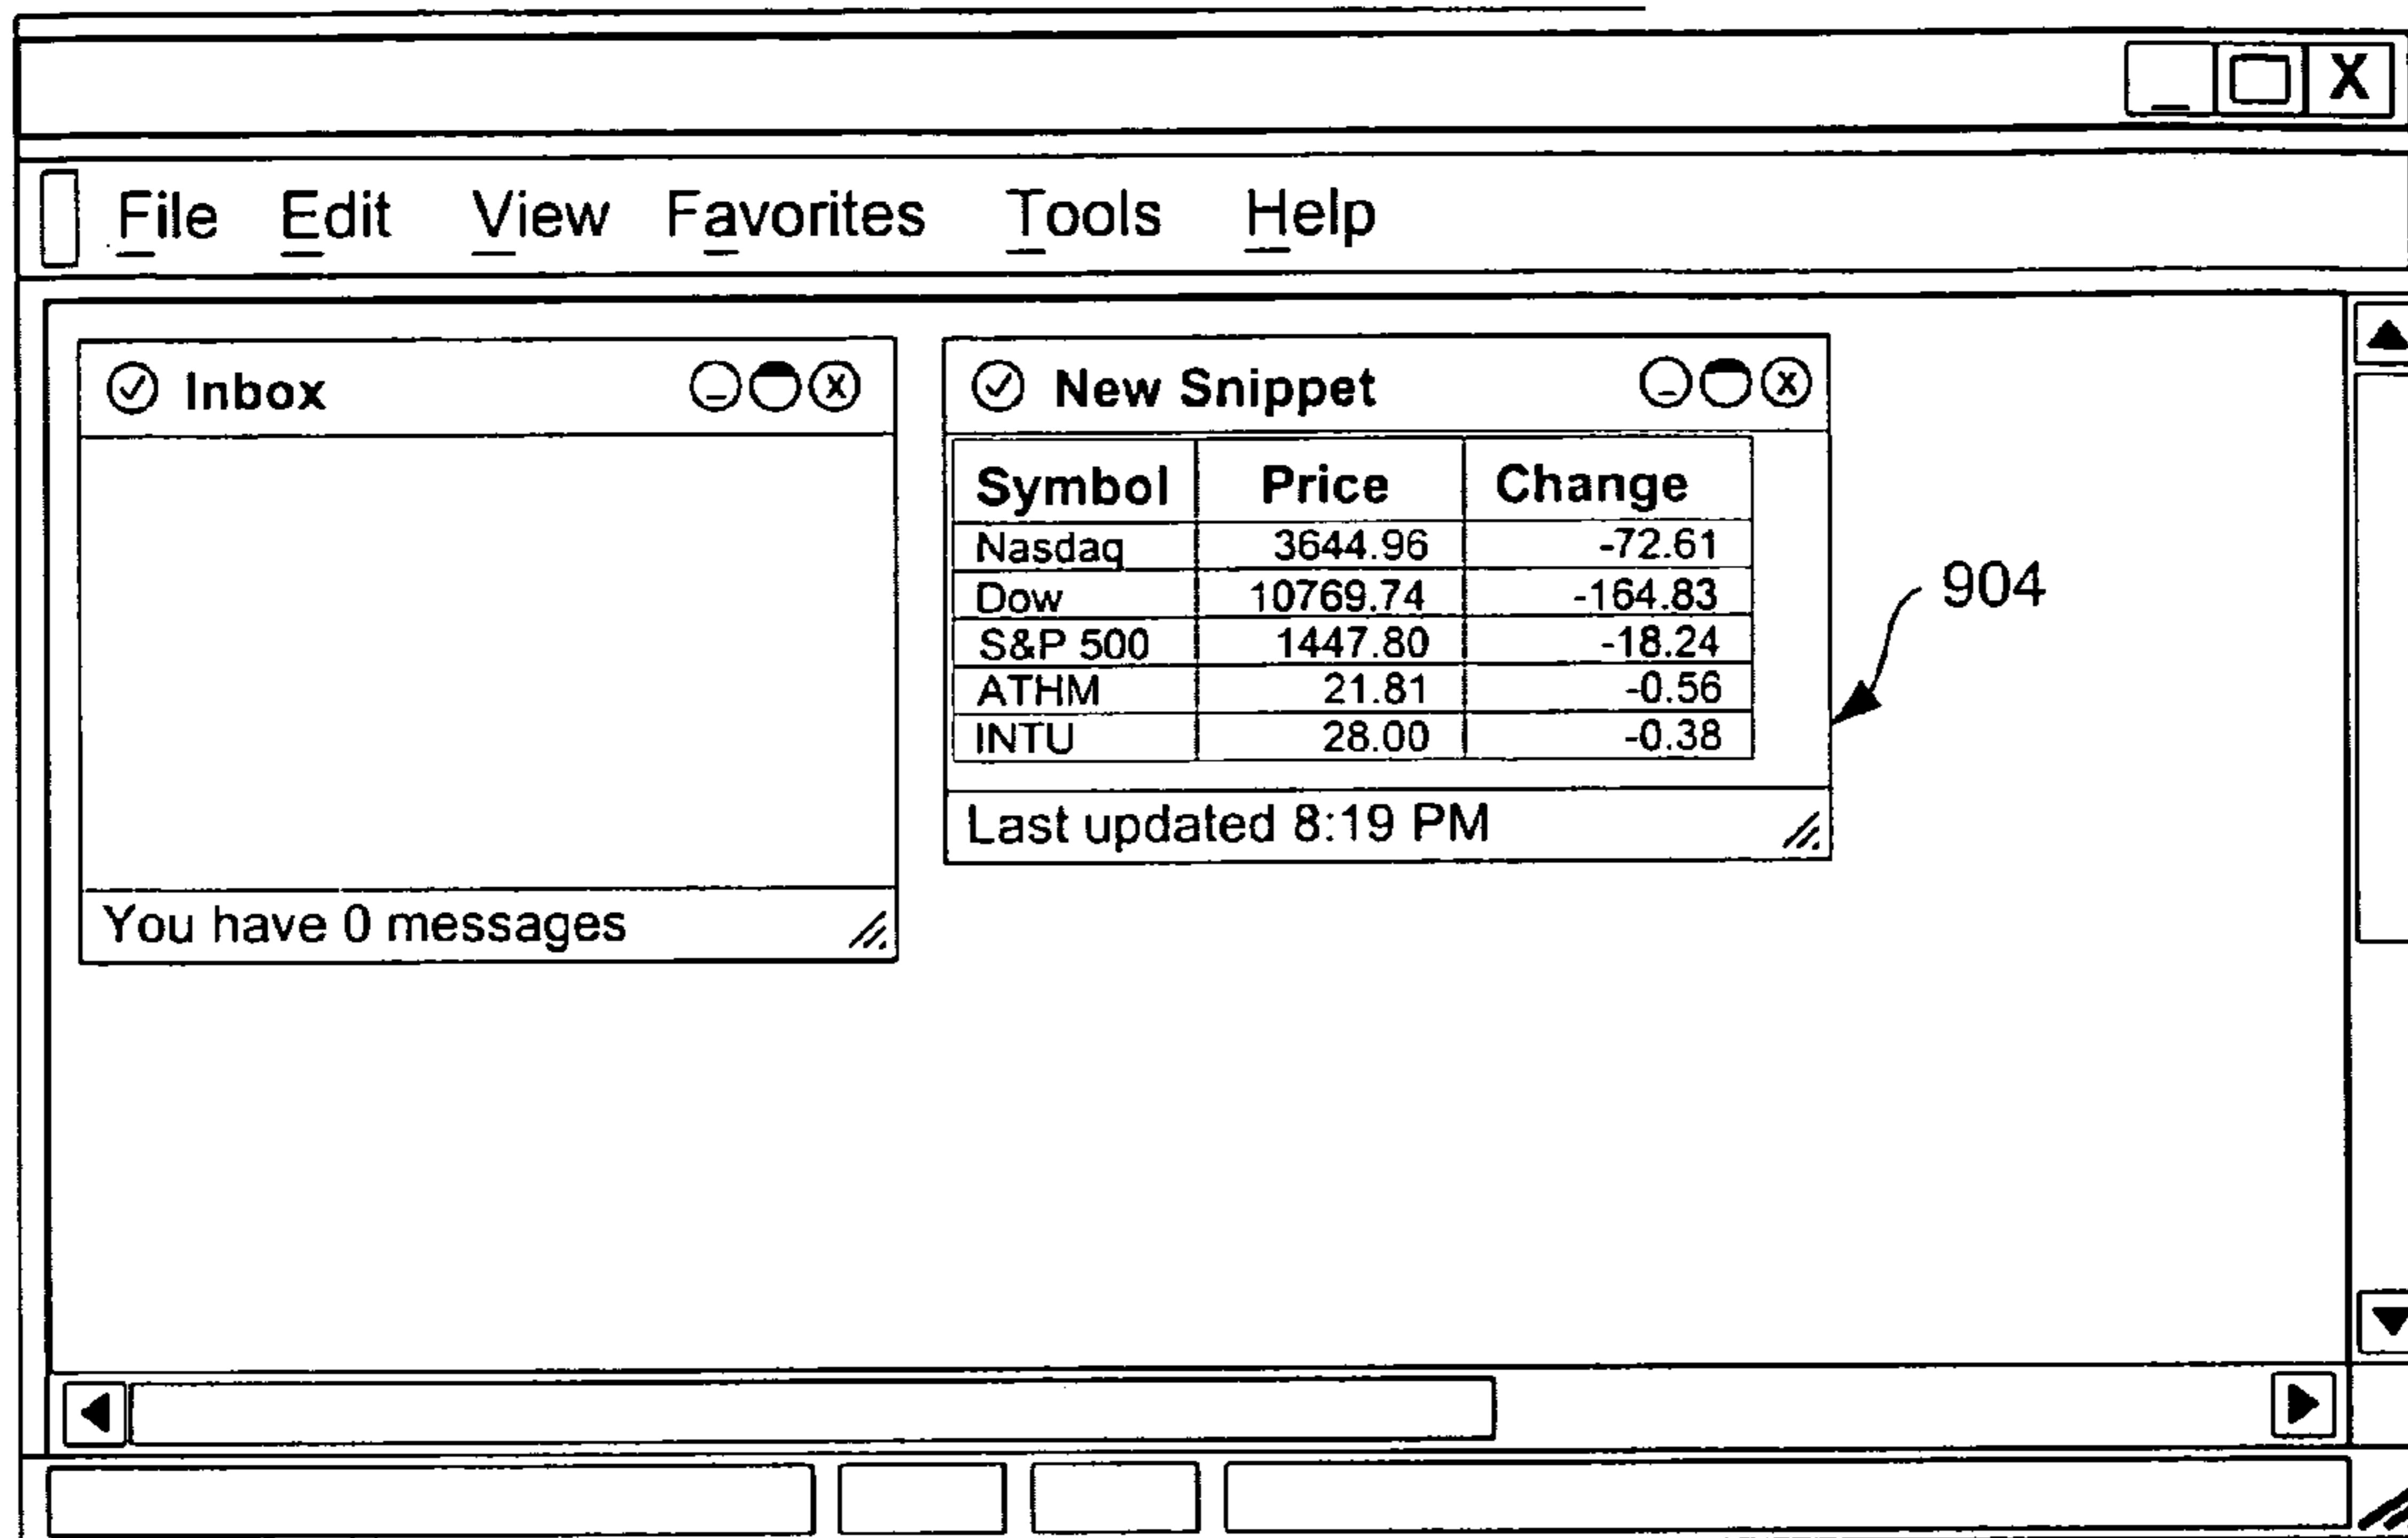 X
File Edit View Favorites Tools Help
Inbox
You have 0 messages
New Snippet
Symbol Price Change
Nasdaq 3644.96 -72.61
Dow 10769.74 -164.83
S&P 500 1447.80 -18.24
ATHM 21.81 -0.56
INTU 28.00 -0.38
Last updated 8:19 PM
904